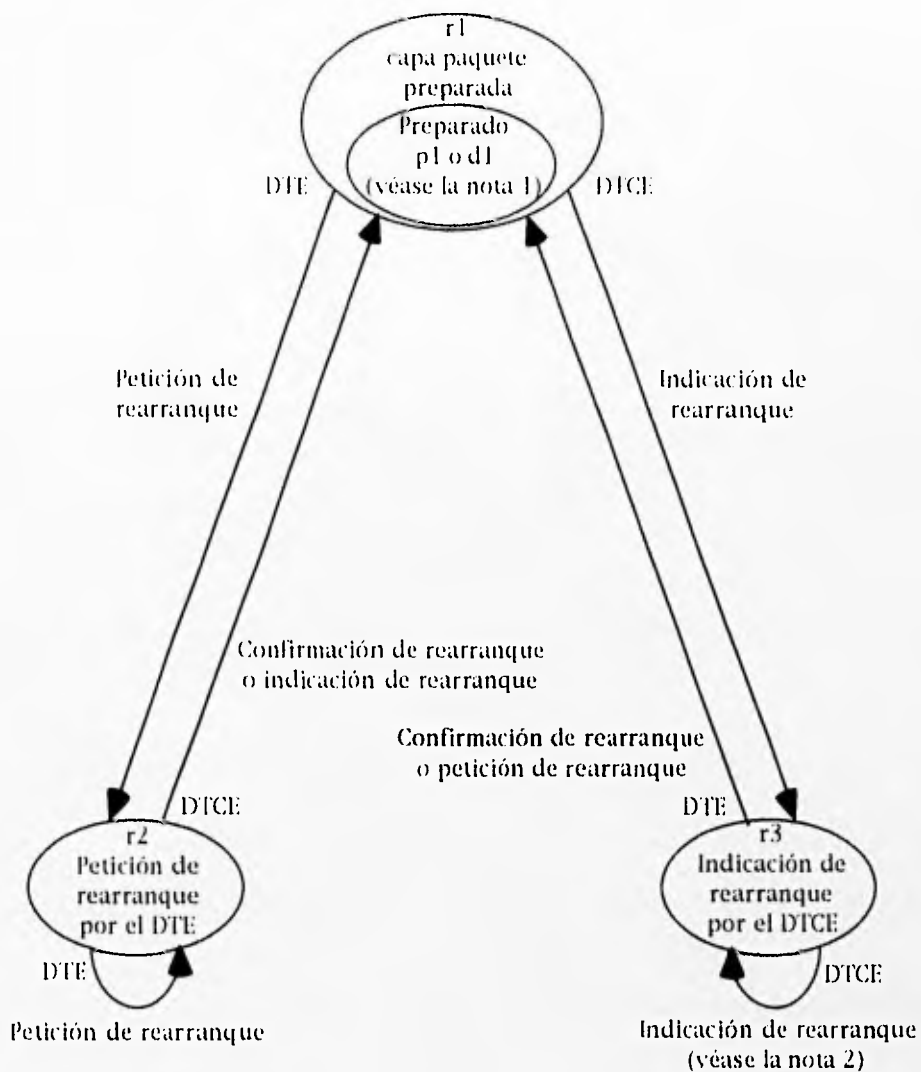 r1
capa paquete
preparada
Preparado
p1 o d1
(véase la nota 1)
DTE
DTCE
Petición de
rearranque
Indicación de
rearranque
Confirmación de rearranque
o indicación de rearranque
Confirmación de rearranque
o petición de rearranque
DTCE
DTE
r2
Petición de
rearranque
por el DTE
r3
Indicación de
rearranque
por el DTCE
DTE
DTCE
Petición de rearranque
Indicación de rearranque
(véase la nota 2)